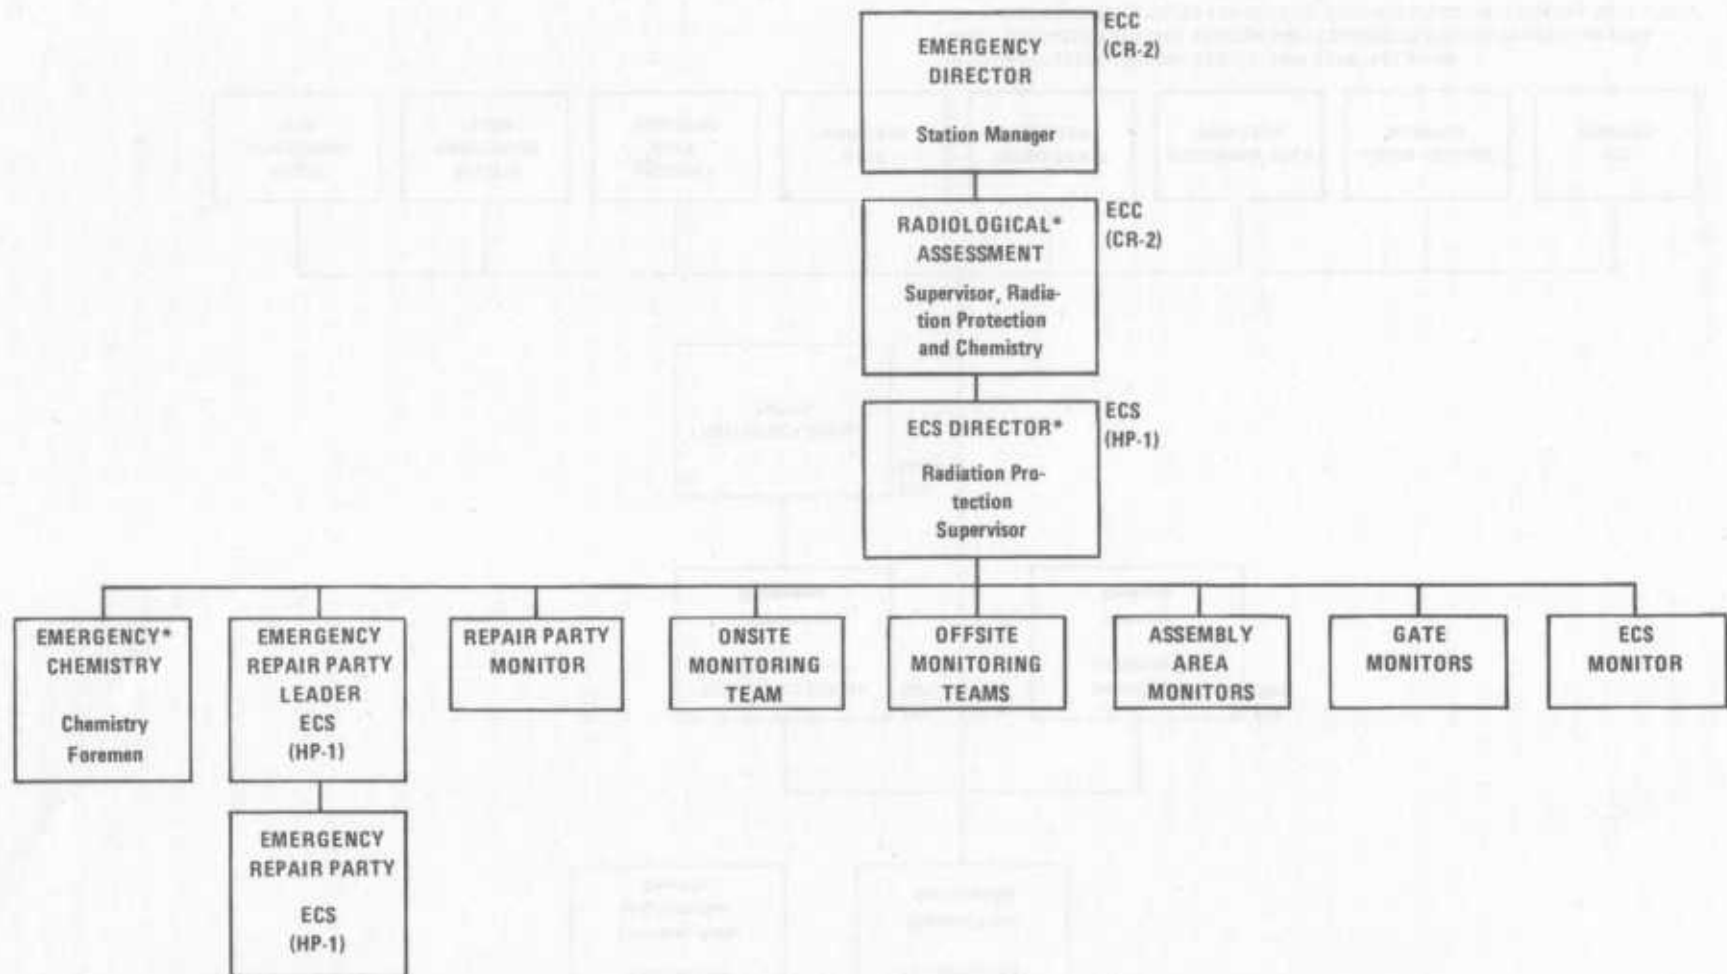 EMERGENCY
DIRECTOR
Station Manager
ECC
(CR-2)
RADIOLOGICAL*
ASSESSMENT
Supervisor, Radia-
tion Protection
and Chemistry
ECC
(CR-2)
ECS DIRECTOR*
Radiation Pro-
tection
Supervisor
ECS
(HP-1)
EMERGENCY*
CHEMISTRY
Chemistry
Foremen
EMERGENCY
REPAIR PARTY
LEADER
ECS
(HP-1)
REPAIR PARTY
MONITOR
ONSITE
MONITORING
TEAM
OFFSITE
MONITORING
TEAMS
ASSEMBLY
AREA
MONITORS
GATE
MONITORS
ECS
MONITOR
EMERGENCY
REPAIR PARTY
ECS
(HP-1)